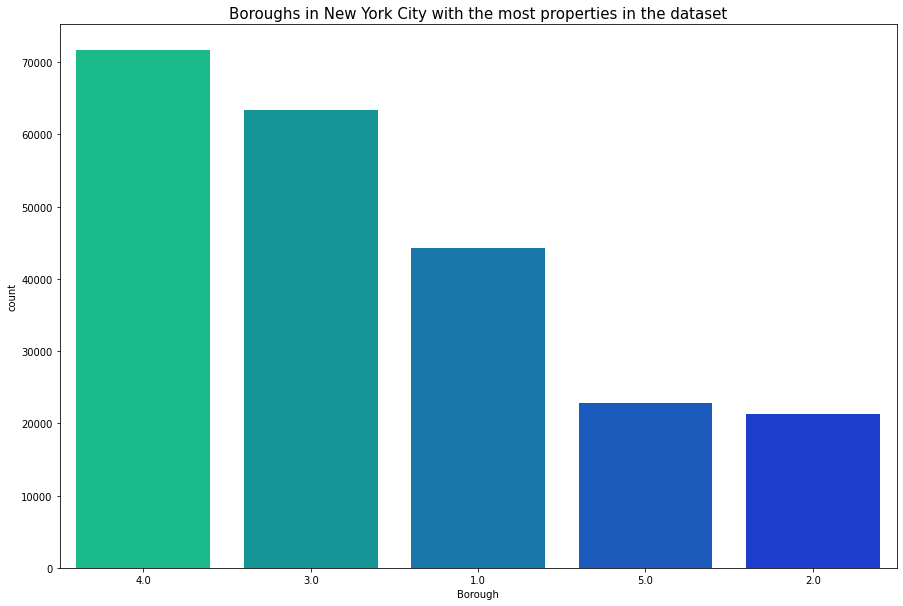 Boroughs in New York City with the most properties in the dataset
70000
60000
50000
40000
30000
20000
10000
0
count
4.0 3.0 1.0 5.0 2.0
Borough